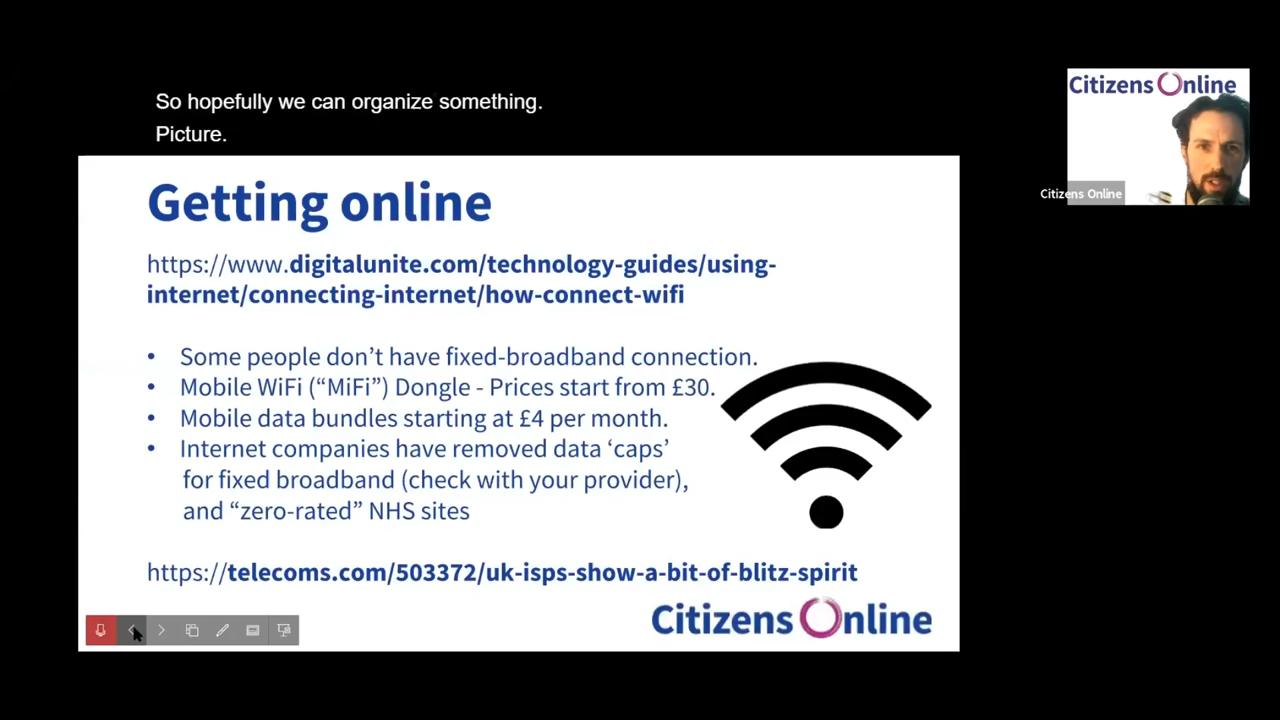 So hopefully we can organize something.
Picture.
Citizens Online
Citizens Online
Getting online
https://www.digitalunite.com/technology-guides/using-
internet/connecting-internet/how-connect-wifi
• Some people don’t have fixed-broadband connection.
• Mobile WiFi (“MiFi”) Dongle - Prices start from £30.
• Mobile data bundles starting at £4 per month.
• Internet companies have removed data ‘caps’
for fixed broadband (check with your provider),
and “zero-rated” NHS sites
https://telecoms.com/503372/uk-isps-show-a-bit-of-blitz-spirit
Citizens Online